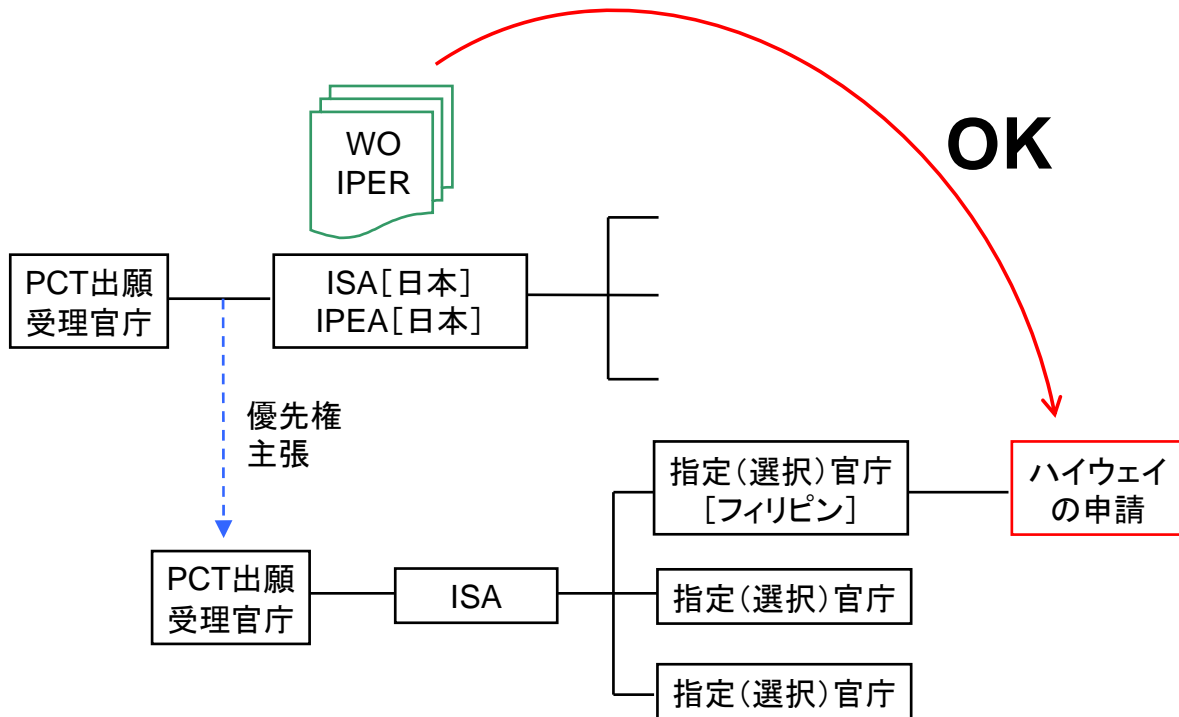 WO
IPER
OK
PCT出願
受理官庁
ISA[日本]
IPEA[日本]
優先権
主張
指定(選択)官庁
[フィリピン]
ハイウェイ
の申請
PCT出願
受理官庁
ISA
指定(選択)官庁
指定(選択)官庁